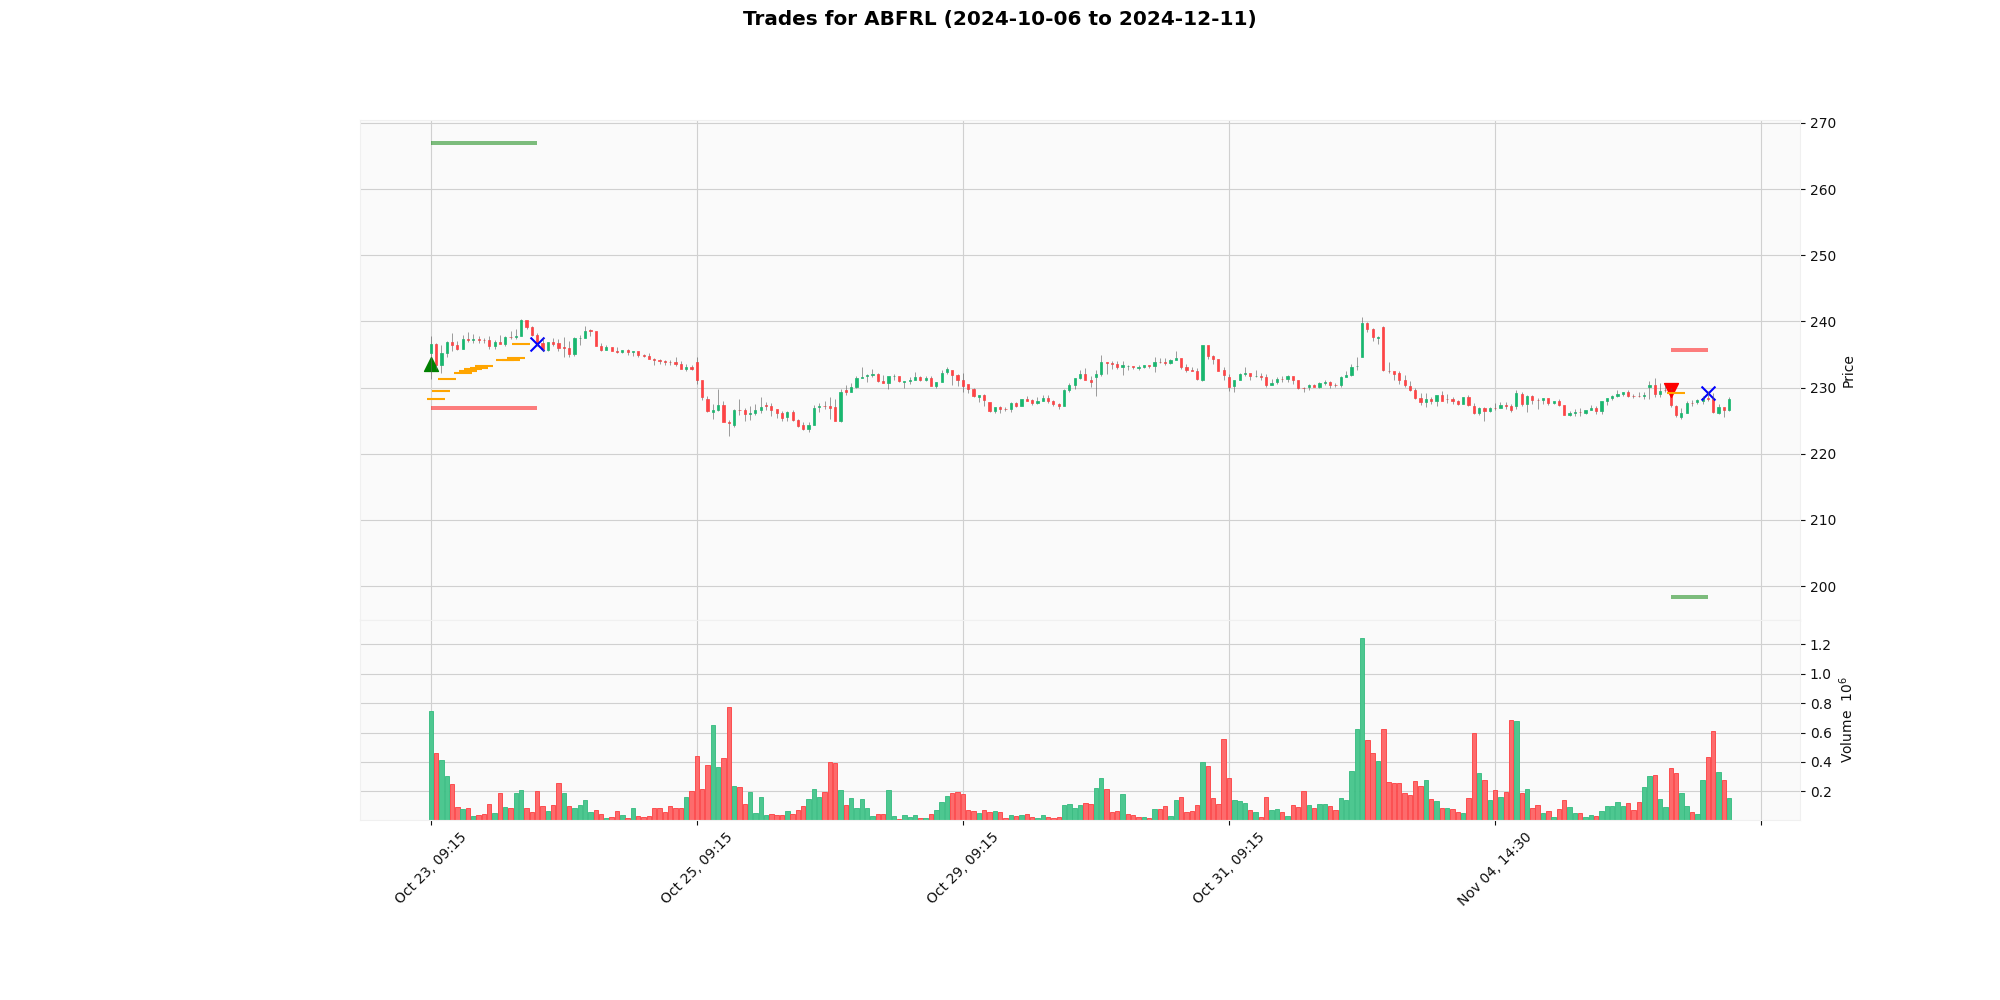 Trades for ABFRL (2024-10-06 to 2024-12-11)
270
260
250
240
230
220
210
200
Price
1.2
1.0
0.8
0.6
0.4
0.2
Volume 10^6
Oct 23, 09:15
Oct 25, 09:15
Oct 29, 09:15
Oct 31, 09:15
Nov 04, 14:30